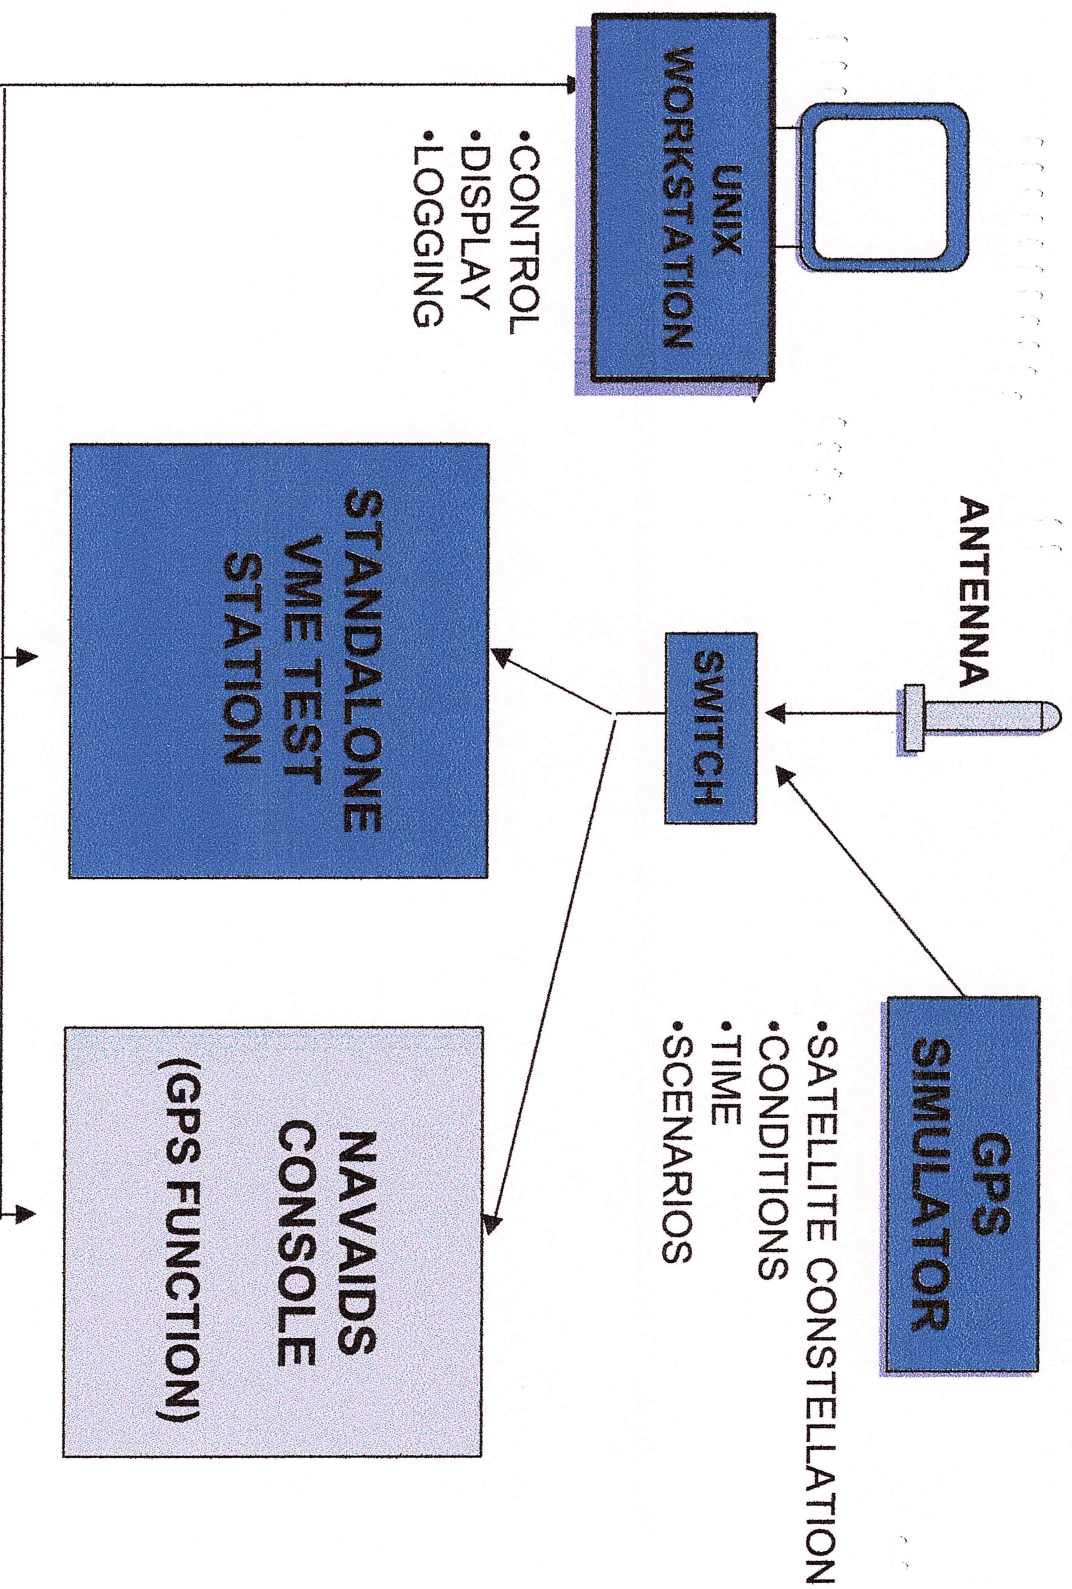 ANTENNA
GPS
SIMULATOR
•SATELLITE CONSTELLATION
•CONDITIONS
•TIME
•SCENARIOS
UNIX
WORKSTATION
•CONTROL
•DISPLAY
•LOGGING
SWITCH
STANDALONE
VME TEST
STATION
NAVAIDS
CONSOLE
(GPS FUNCTION)